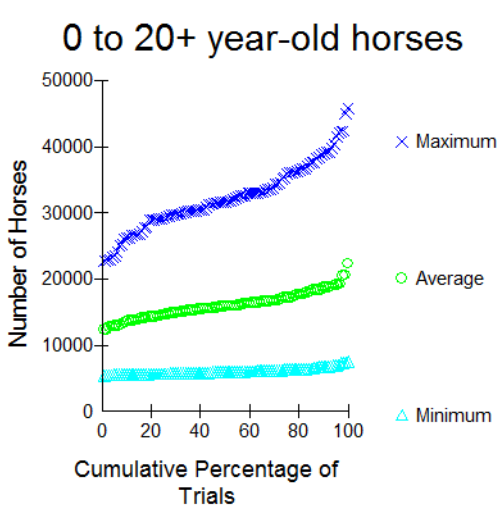 0 to 20+ year-old horses
50000
40000
30000
20000
10000
0
Number of Horses
0 20 40 60 80 100
Cumulative Percentage of
Trials
Maximum
Average
Minimum